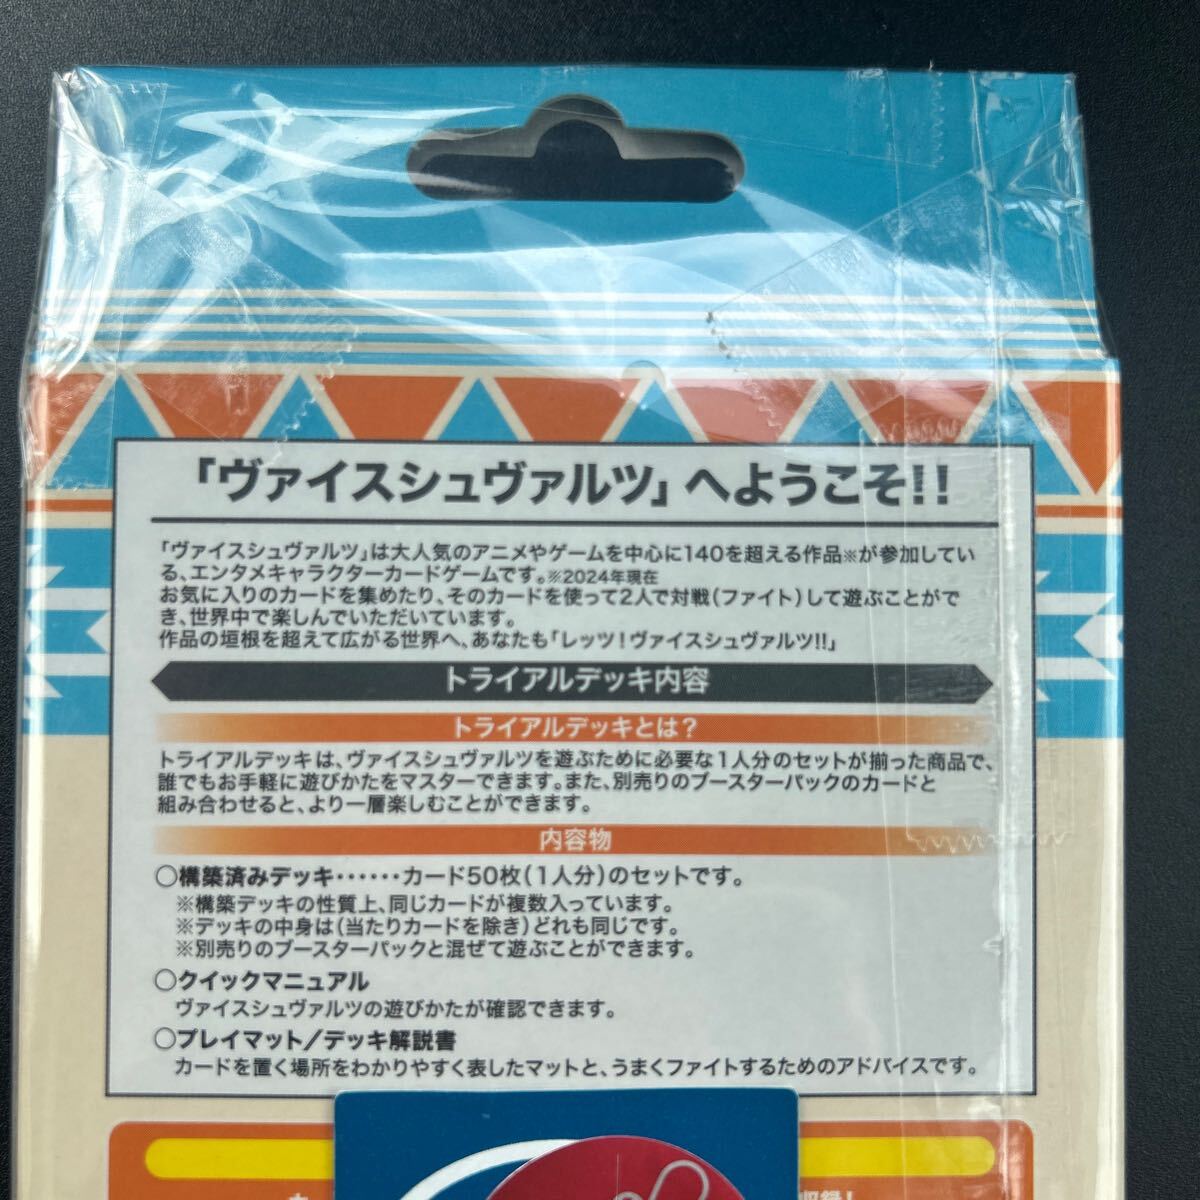 「ヴァイスシュヴァルツ」へようこそ!!
「ヴァイスシュヴァルツ」は大人気のアニメやゲームを中心に140を超える作品※が参加してい
る、エンタメキャラクターカードゲームです。※2024年現在
お気に入りのカードを集めたり、そのカードを使って2人で対戦(ファイト)して遊ぶことがで
き、世界中で楽しんでいただいています。
作品の垣根を超えて広がる世界へ、あなたも「レッツ!ヴァイスシュヴァルツ!!」
トライアルデッキ内容
トライアルデッキとは?
トライアルデッキは、ヴァイスシュヴァルツを遊ぶために必要な1人分のセットが揃った商品で、
誰でもお手軽に遊びかたをマスターできます。また、別売りのブースターパックのカードと
組み合わせると、より一層楽しむことができます。
内容物
○構築済みデッキ‥‥‥カード50枚(1人分)のセットです。
※構築デッキの性質上、同じカードが複数入っています。
※デッキの中身は(当たりカードを除き)どれも同じです。
※別売りのブースターパックと混ぜて遊ぶことができます。
○クイックマニュアル
ヴァイスシュヴァルツの遊びかたが確認できます。
○プレイマット/デッキ解説書
カードを置く場所をわかりやすく表したマットと、うまくファイトするためのアドバイスです。
収録!